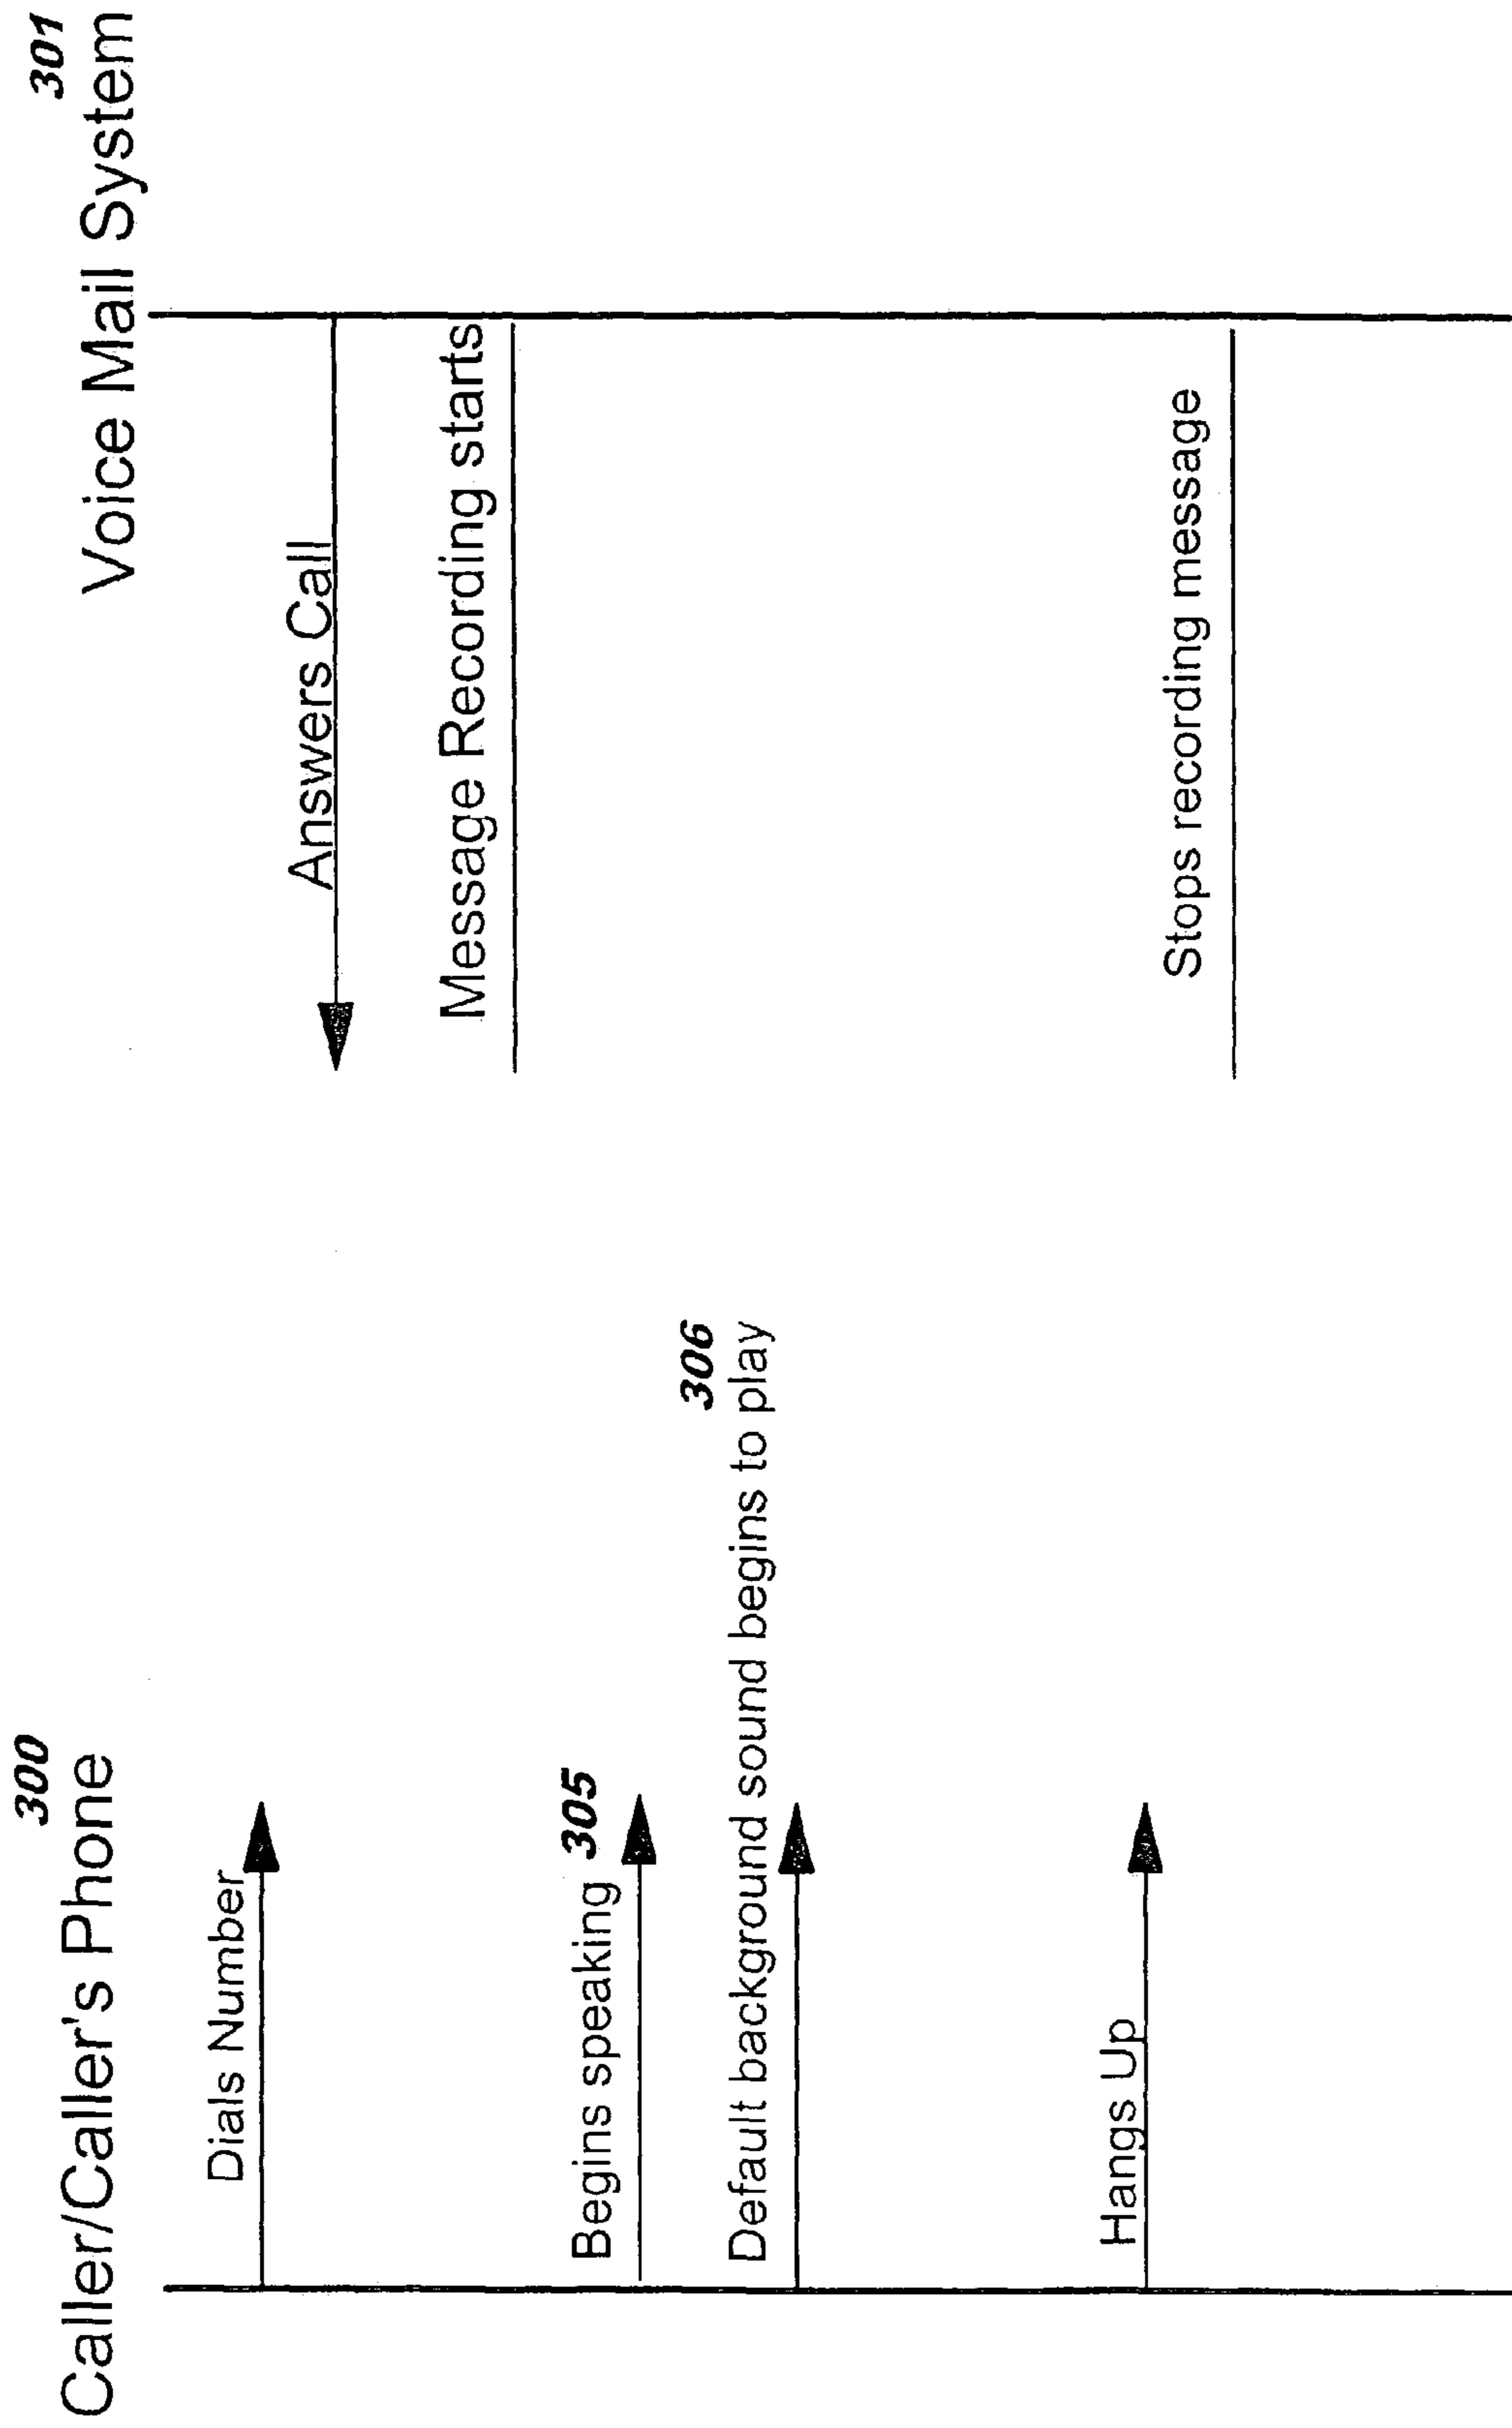 300
Caller/Caller's Phone
301
Voice Mail System
Dials Number
Answers Call
Message Recording starts
Begins speaking 305
306
Default background sound begins to play
Hangs Up
Stops recording message